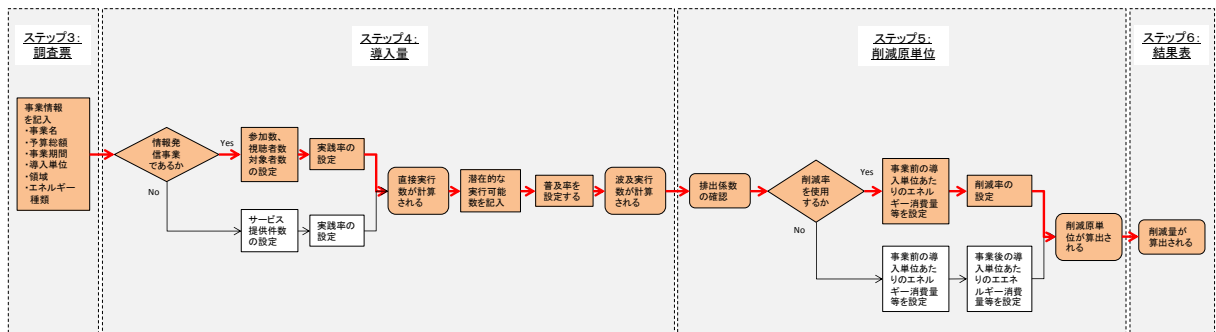 ステップ3:
調査票
事業情報
を記入
・事業名
・予算総額
・事業期間
・導入単位
・領域
・エネルギー
種類
ステップ4:
導入量
情報発
信事業
であるか
Yes
No
参加数、
視聴者数
対象者数
の設定
実践率の
設定
サービス
提供件数
の設定
実践率の
設定
直接実行
数が計算
される
潜在的な
実行可能
数を記入
普及率を
設定する
波及実行
数が計算
される
ステップ5:
削減原単位
排出係数
の確認
削減率
を使用
するか
Yes
No
事業前の導
入単位あた
りのエネル
ギー消費量
等を設定
削減率の
設定
事業前の導
入単位あた
りのエネル
ギー消費量
等を設定
事業後の導
入単位あた
りのエエネ
ルギー消費
量等を設定
削減原単
位が算出さ
れる
ステップ6:
結果表
削減量が
算出される